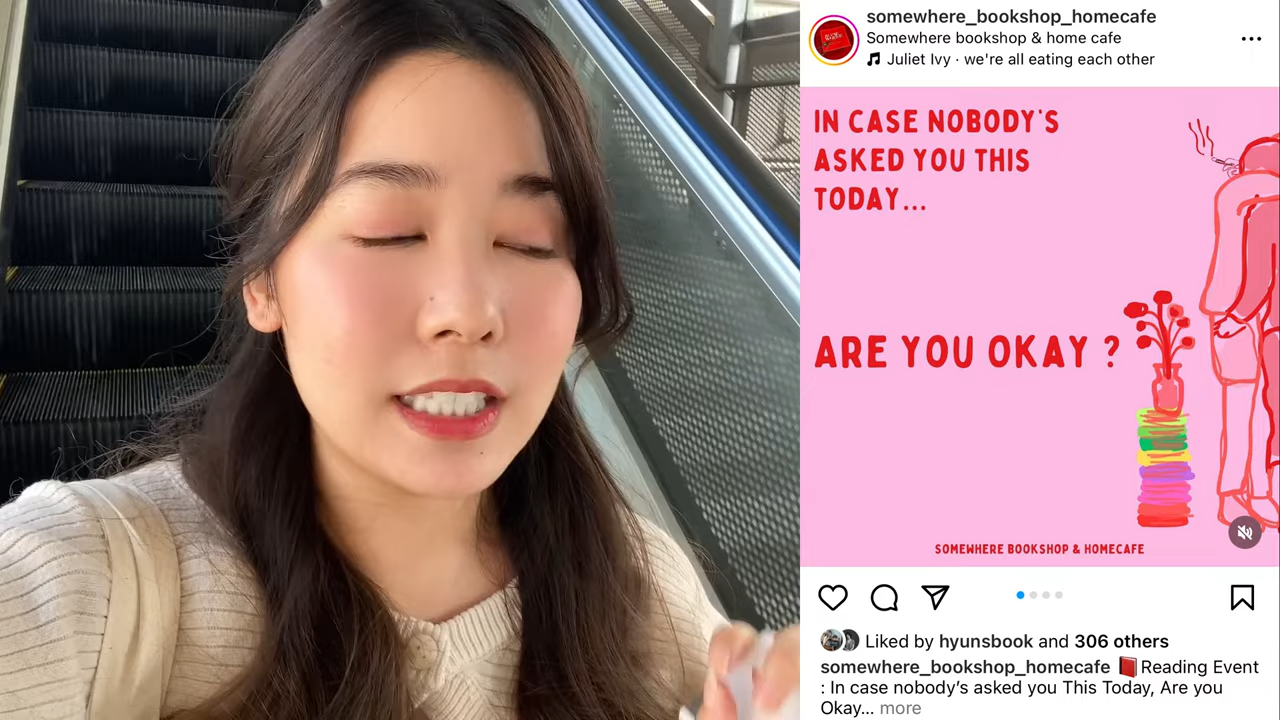 somewhere_bookshop_homecafe
Somewhere bookshop & home cafe
Juliet Ivy · we're all eating each other
IN CASE NOBODY'S
ASKED YOU THIS
TODAY...
ARE YOU OKAY ?
SOMEWHERE BOOKSHOP & HOMECAFE
Liked by hyunsbook and 306 others
somewhere_bookshop_homecafe 📕Reading Event
: In case nobody’s asked you This Today, Are you
Okay... more